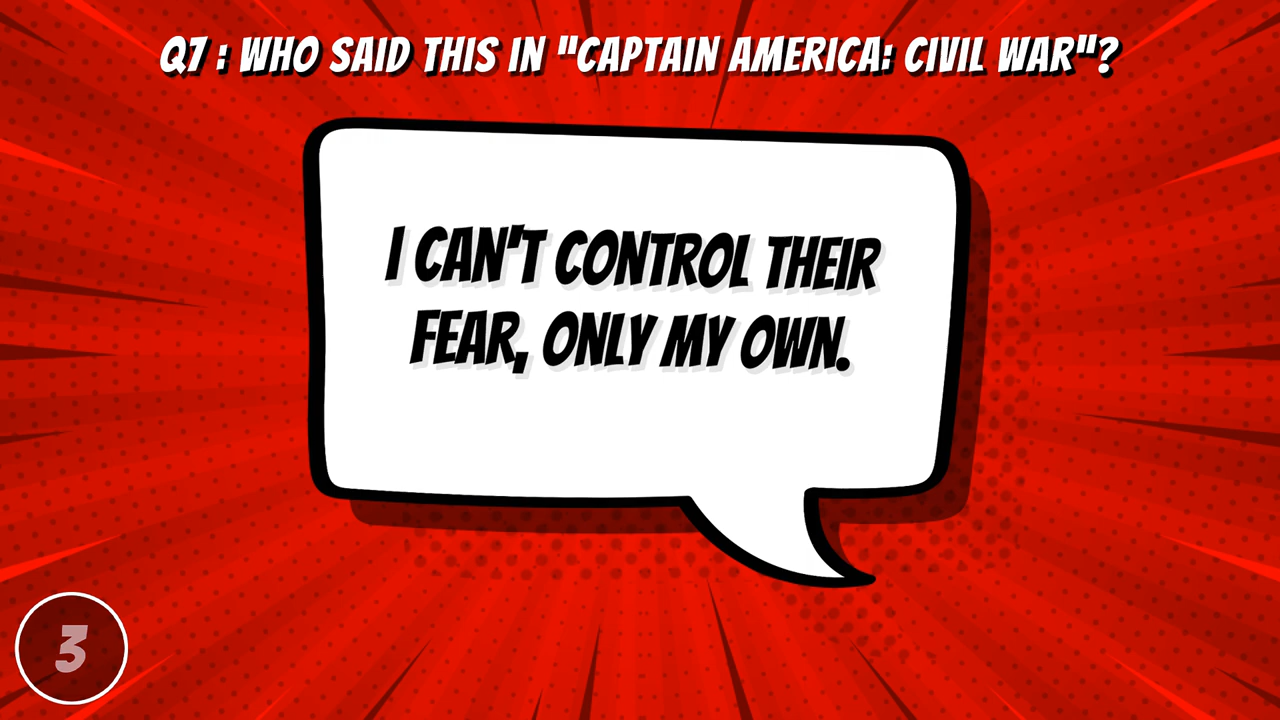 Q7 : WHO SAID THIS IN "CAPTAIN AMERICA: CIVIL WAR"?
I CAN'T CONTROL THEIR
FEAR, ONLY MY OWN.
3